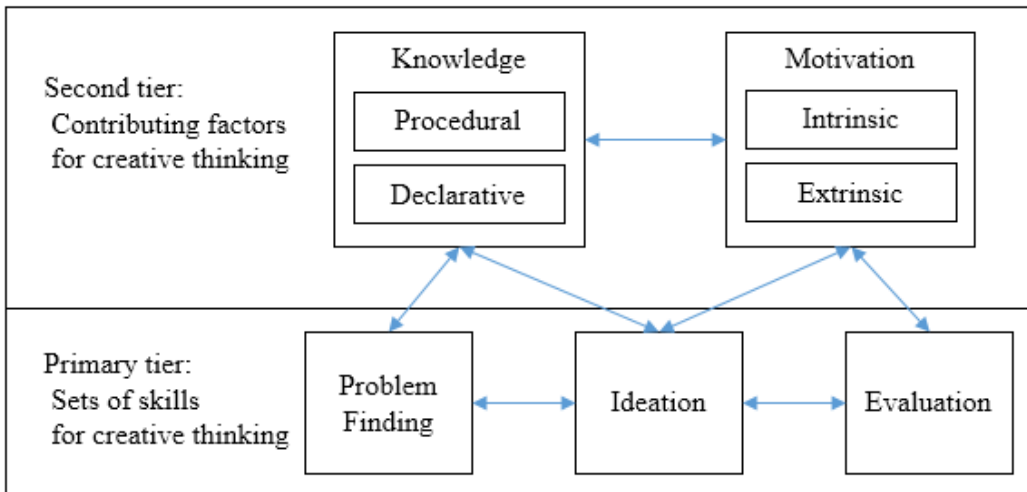 Second tier:
Contributing factors
for creative thinking
Knowledge
Procedural
Declarative
Motivation
Intrinsic
Extrinsic
Primary tier:
Sets of skills
for creative thinking
Problem
Finding
Ideation
Evaluation